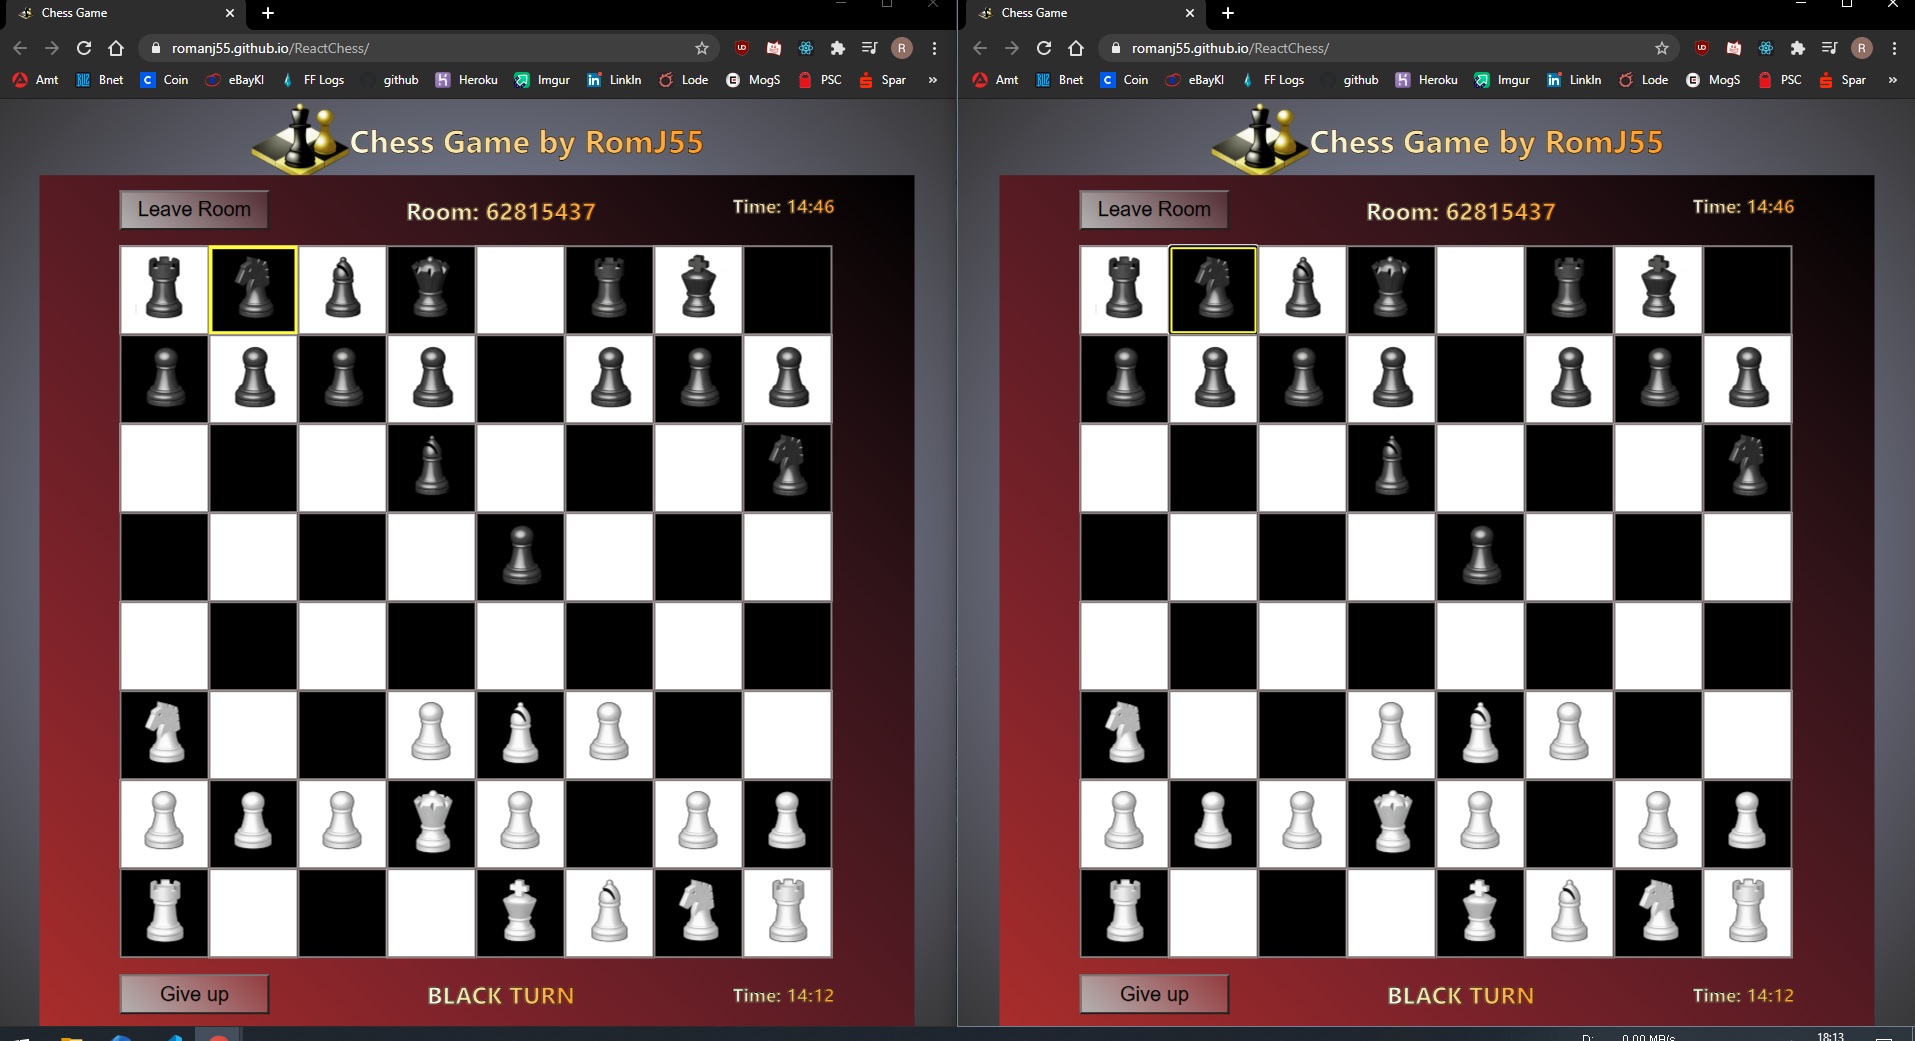 Chess Game
romanj55.github.io/ReactChess/
R
Amt Bnet Coin eBayKl FF Logs github Heroku Imgur LinkIn Lode MogS PSC Spar »
Chess Game by RomJ55
Leave Room
Room: 62815437
Time: 14:46
Give up
BLACK TURN
Time: 14:12
Chess Game
romanj55.github.io/ReactChess/
R
Amt Bnet Coin eBayKl FF Logs github Heroku Imgur LinkIn Lode MogS PSC Spar »
Chess Game by RomJ55
Leave Room
Room: 62815437
Time: 14:46
Give up
BLACK TURN
Time: 14:12
D: 0.00 MB/s
18:13